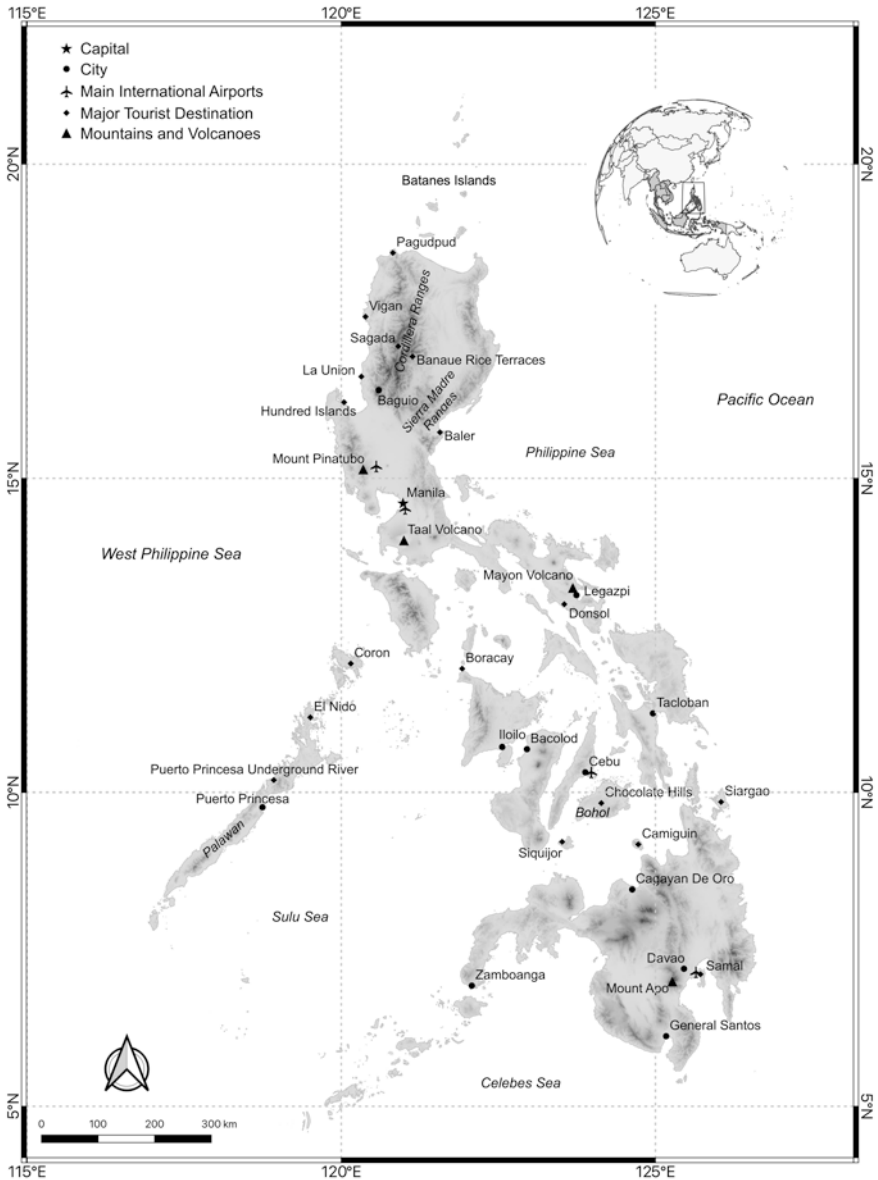 115°E 120°E 125°E
Capital
City
Main International Airports
Major Tourist Destination
Mountains and Volcanoes
20°N 20°N
Batanes Islands
Pagudpud
Cordillera Ranges
Vigan
Sagada
Banaue Rice Terraces
La Union
Baguio
Hundred Islands
Sierra Madre
Ranges
Pacific Ocean
Baler
Philippine Sea
Mount Pinatubo
15°N 15°N
Manila
Taal Volcano
West Philippine Sea
Mayon Volcano
Legazpi
Donsol
Coron
Boracay
El Nido
Tacloban
Iloilo
Bacolod
Cebu
Puerto Princesa Underground River
10°N 10°N
Puerto Princesa
Chocolate Hills
Siargao
Bohol
Palawan
Camiguin
Siquijor
Cagayan De Oro
Sulu Sea
Davao
Samal
Zamboanga
Mount Apo
General Santos
Celebes Sea
5°N 5°N
0 100 200 300 km
115°E 120°E 125°E